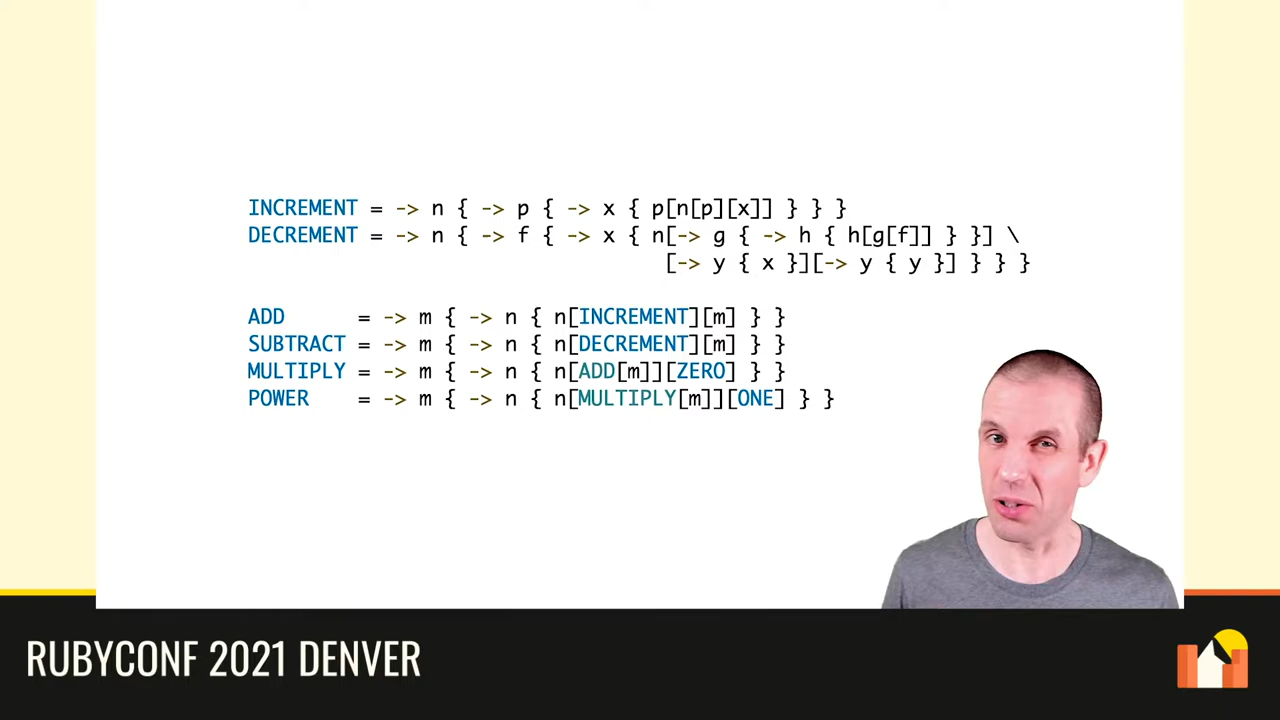 INCREMENT = -> n { -> p { -> x { p[n[p][x]] } } }
DECREMENT = -> n { -> f { -> x { n[-> g { -> h { h[g[f]] } }] \
[-> y { x }][-> y { y }] } } }
ADD = -> m { -> n { n[INCREMENT][m] } }
SUBTRACT = -> m { -> n { n[DECREMENT][m] } }
MULTIPLY = -> m { -> n { n[ADD[m]][ZERO] } }
POWER = -> m { -> n { n[MULTIPLY[m]][ONE] } }
RUBYCONF 2021 DENVER